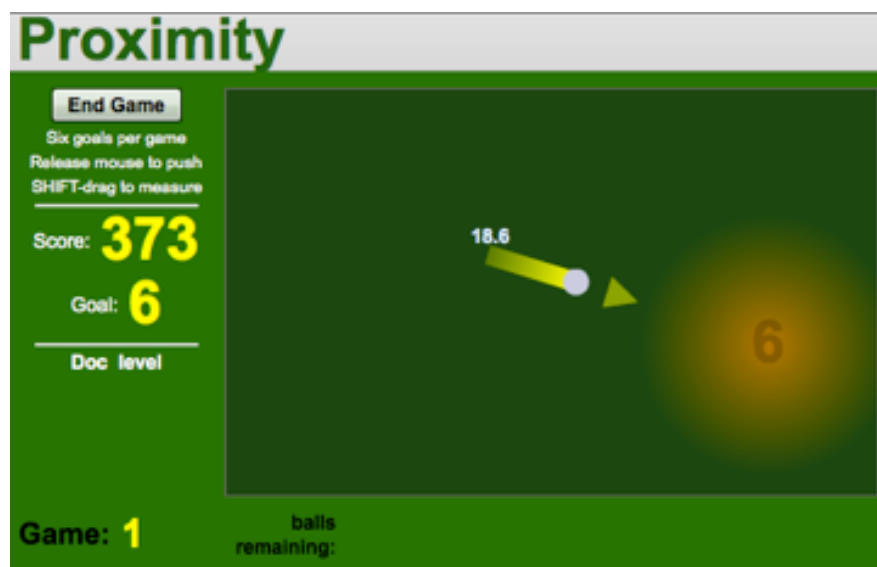 Proximity
End Game
Six goals per game
Release mouse to push
SHIFT-drag to measure
Score: 373
Goal: 6
Doc level
18.6
6
Game: 1
balls
remaining: